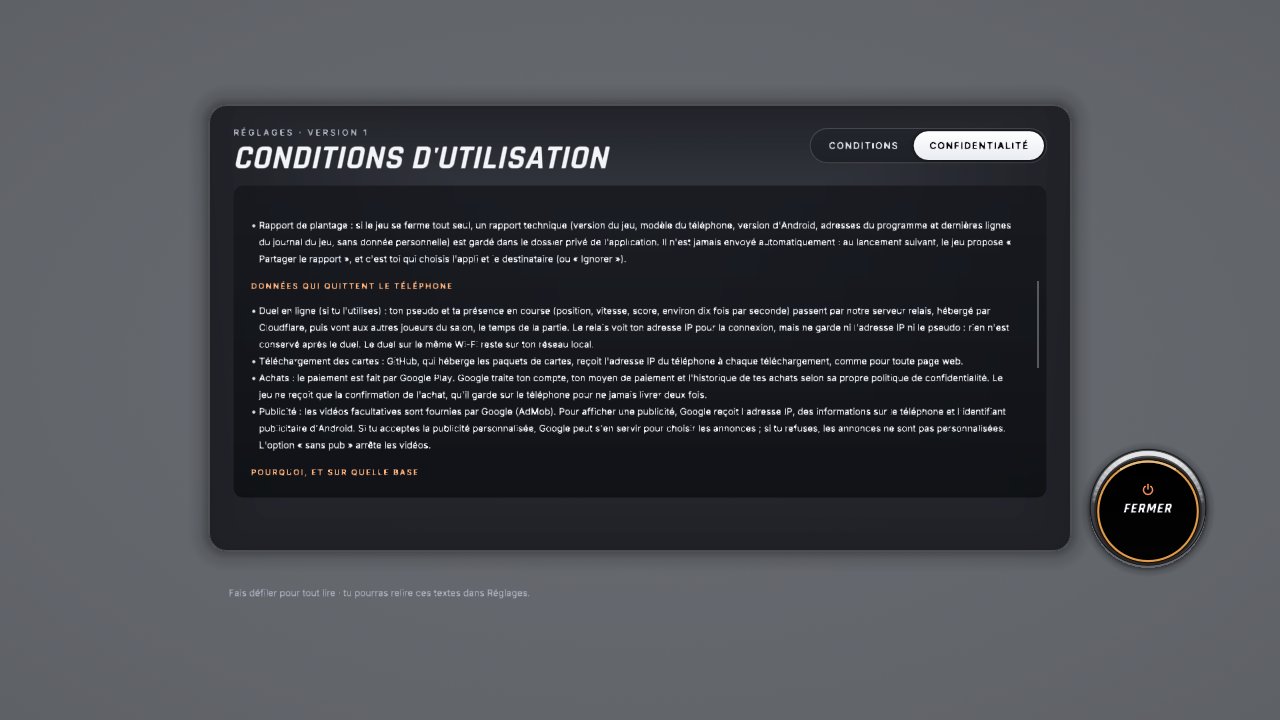 RÉGLAGES · VERSION 1
CONDITIONS D'UTILISATION
CONDITIONS
CONFIDENTIALITÉ
• Rapport de plantage : si le jeu se ferme tout seul, un rapport technique (version du jeu, modèle du téléphone, version d'Android, adresses du programme et dernières lignes
du journal du jeu, sans donnée personnelle) est gardé dans le dossier privé de l'application. Il n'est jamais envoyé automatiquement : au lancement suivant, le jeu propose «
Partager le rapport », et c'est toi qui choisis l'appli et le destinataire (ou « Ignorer »).
DONNÉES QUI QUITTENT LE TÉLÉPHONE
• Duel en ligne (si tu l'utilises) : ton pseudo et ta présence en course (position, vitesse, score, environ dix fois par seconde) passent par notre serveur relais, hébergé par
Cloudflare, puis vont aux autres joueurs du salon, le temps de la partie. Le relais voit ton adresse IP pour la connexion, mais ne garde ni l'adresse IP ni le pseudo : rien n'est
conservé après le duel. Le duel sur le même Wi-Fi reste sur ton réseau local.
• Téléchargement des cartes : GitHub, qui héberge les paquets de cartes, reçoit l'adresse IP du téléphone à chaque téléchargement, comme pour toute page web.
• Achats : le paiement est fait par Google Play. Google traite ton compte, ton moyen de paiement et l'historique de tes achats selon sa propre politique de confidentialité. Le
jeu ne reçoit que la confirmation de l'achat, qu'il garde sur le téléphone pour ne jamais livrer deux fois.
• Publicité : les vidéos facultatives sont fournies par Google (AdMob). Pour afficher une publicité, Google reçoit l'adresse IP, des informations sur le téléphone et l'identifiant
publicitaire d'Android. Si tu acceptes la publicité personnalisée, Google peut s'en servir pour choisir les annonces ; si tu refuses, les annonces ne sont pas personnalisées.
L'option « sans pub » arrête les vidéos.
POURQUOI, ET SUR QUELLE BASE
FERMER
Fais défiler pour tout lire · tu pourras relire ces textes dans Réglages.